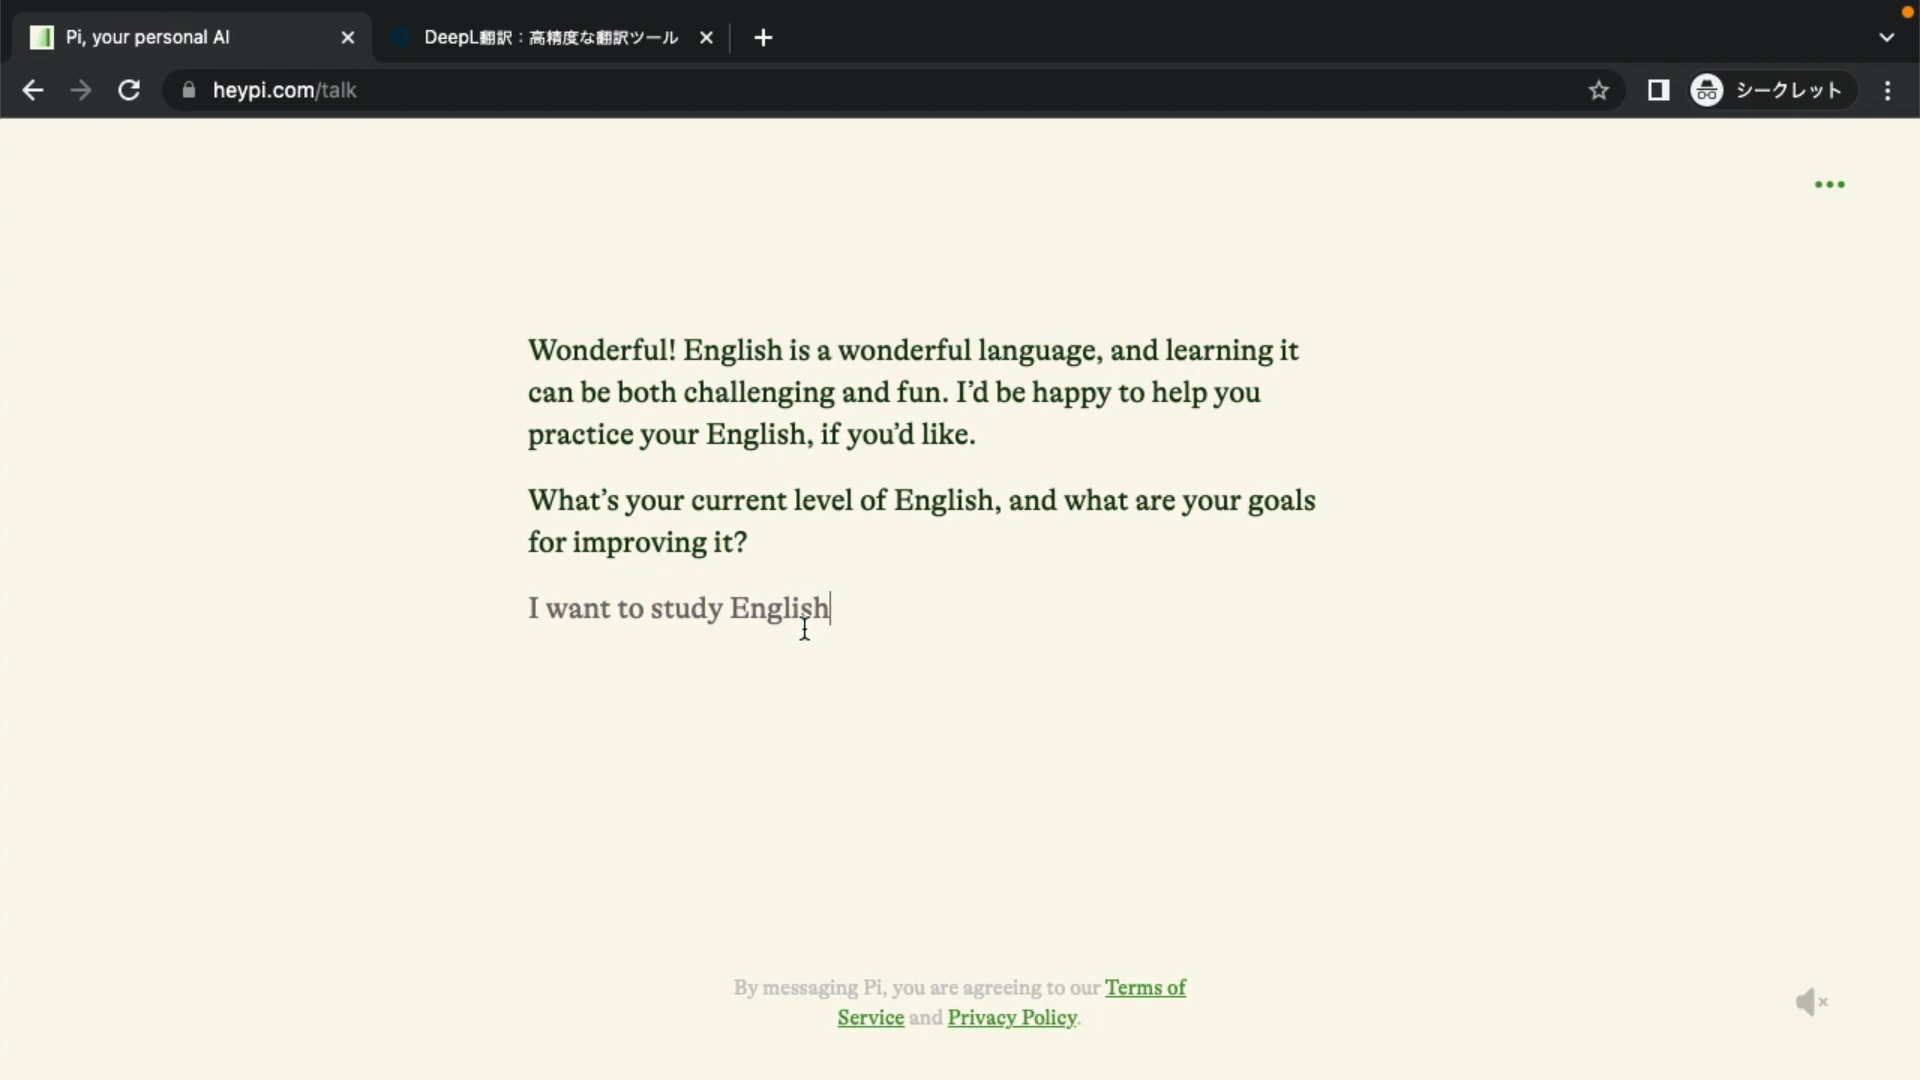 Pi, your personal AI
DeepL翻訳：高精度な翻訳ツール
heypi.com/talk
シークレット
Wonderful! English is a wonderful language, and learning it
can be both challenging and fun. I’d be happy to help you
practice your English, if you’d like.
What’s your current level of English, and what are your goals
for improving it?
I want to study English
By messaging Pi, you are agreeing to our Terms of
Service and Privacy Policy.